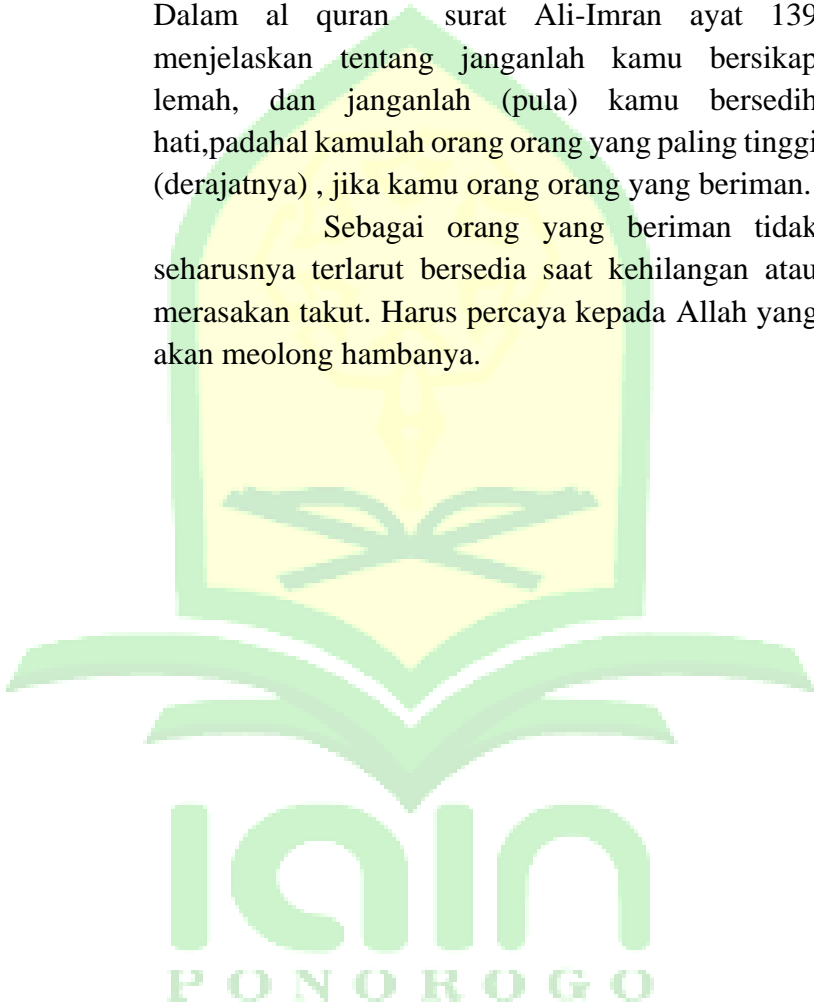 Dalam al quran surat Ali-Imran ayat 139
menjelaskan tentang janganlah kamu bersikap
lemah, dan janganlah (pula) kamu bersedih
hati,padahal kamulah orang orang yang paling tinggi
(derajatnya) , jika kamu orang orang yang beriman.
Sebagai orang yang beriman tidak
seharusnya terlarut bersedia saat kehilangan atau
merasakan takut. Harus percaya kepada Allah yang
akan meolong hambanya.
iain
PONOROGO